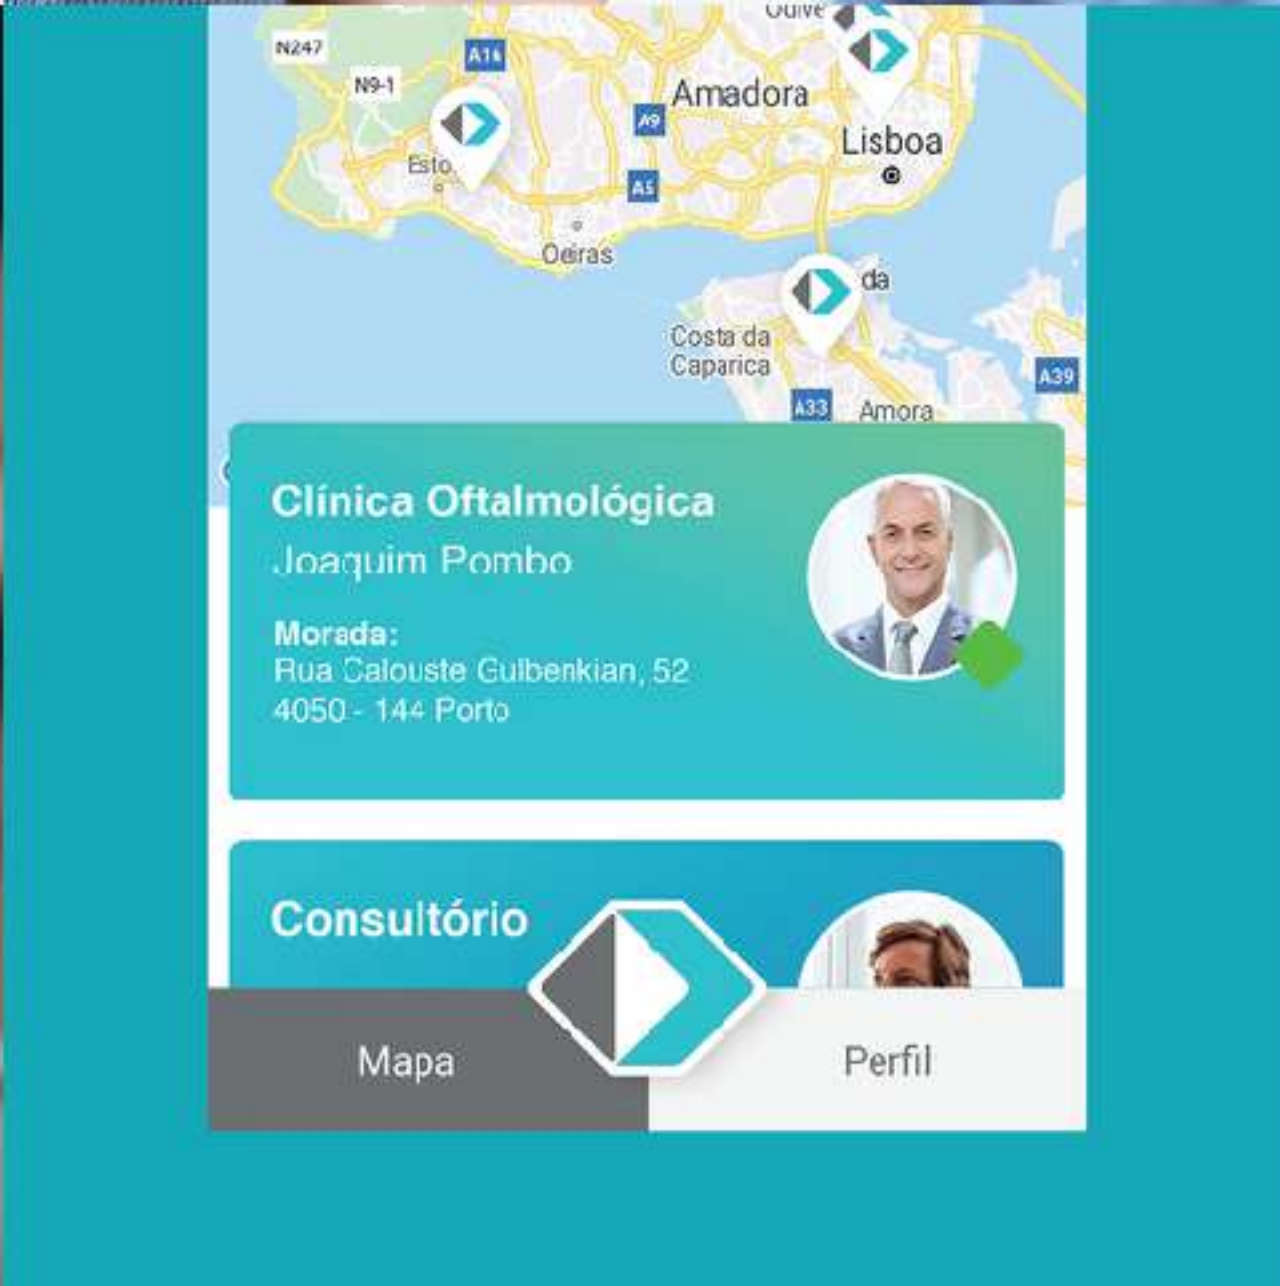 N247
A16
N9-1
A9
Amadora
Lisboa
A5
Oeiras
da
Costa da
Caparica
A39
A33
Amora
Clínica Oftalmológica
Joaquim Pombo
Morada:
Rua Calouste Gulbenkian, 52
4050 - 144 Porto
Consultório
Mapa
Perfil